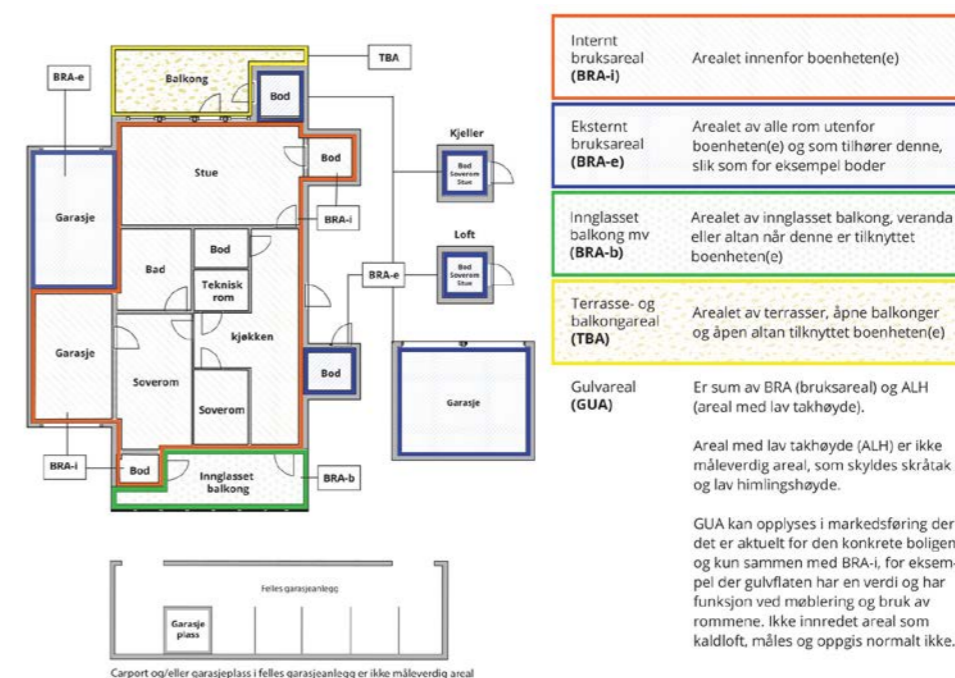 TBA
BRA-e
Balkong
Bod
Kjeller
Bod
Soverom
Stue
Stue
Bod
Garasje
BRA-i
Loft
Bod
Bad
Bod
Soverom
Stue
BRA-e
Teknisk
rom
kjøkken
Garasje
Soverom
Bod
Garasje
Soverom
BRA-i
Bod
Innglasset
balkong
BRA-b
Felles garasjeanlegg
Garasje
plass
Carport og/eller garasjeplass i felles garasjeanlegg er ikke måleverdig areal
Internt
bruksareal
(BRA-i)
Arealet innenfor boenheten(e)
Eksternt
bruksareal
(BRA-e)
Arealet av alle rom utenfor
boenheten(e) og som tilhører denne,
slik som for eksempel boder
Innglasset
balkong mv
(BRA-b)
Arealet av innglasset balkong, veranda
eller altan når denne er tilknyttet
boenheten(e)
Terrasse- og
balkongareal
(TBA)
Arealet av terrasser, åpne balkonger
og åpen altan tilknyttet boenheten(e)
Gulvareal
(GUA)
Er sum av BRA (bruksareal) og ALH
(areal med lav takhøyde).
Areal med lav takhøyde (ALH) er ikke
måleverdig areal, som skyldes skråtak
og lav himlingshøyde.
GUA kan opplyses i markedsføring der
det er aktuelt for den konkrete boligen,
og kun sammen med BRA-i, for eksem-
pel der gulvflaten har en verdi og har
funksjon ved møblering og bruk av
rommene. Ikke innredet areal som
kaldloft, måles og oppgis normalt ikke.